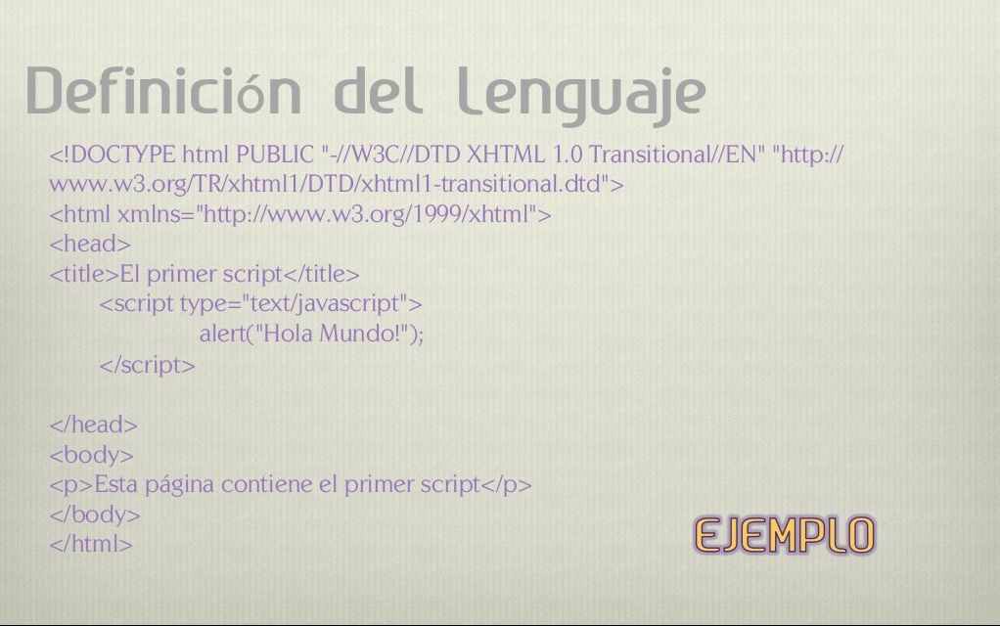 Definición del Lenguaje
<!DOCTYPE html PUBLIC "-//W3C//DTD XHTML 1.0 Transitional//EN" "http://
www.w3.org/TR/xhtml1/DTD/xhtml1-transitional.dtd">
<html xmlns="http://www.w3.org/1999/xhtml">
<head>
<title>El primer script</title>
<script type="text/javascript">
alert("Hola Mundo!");
</script>
</head>
<body>
<p>Esta página contiene el primer script</p>
</body>
</html>
EJEMPLO